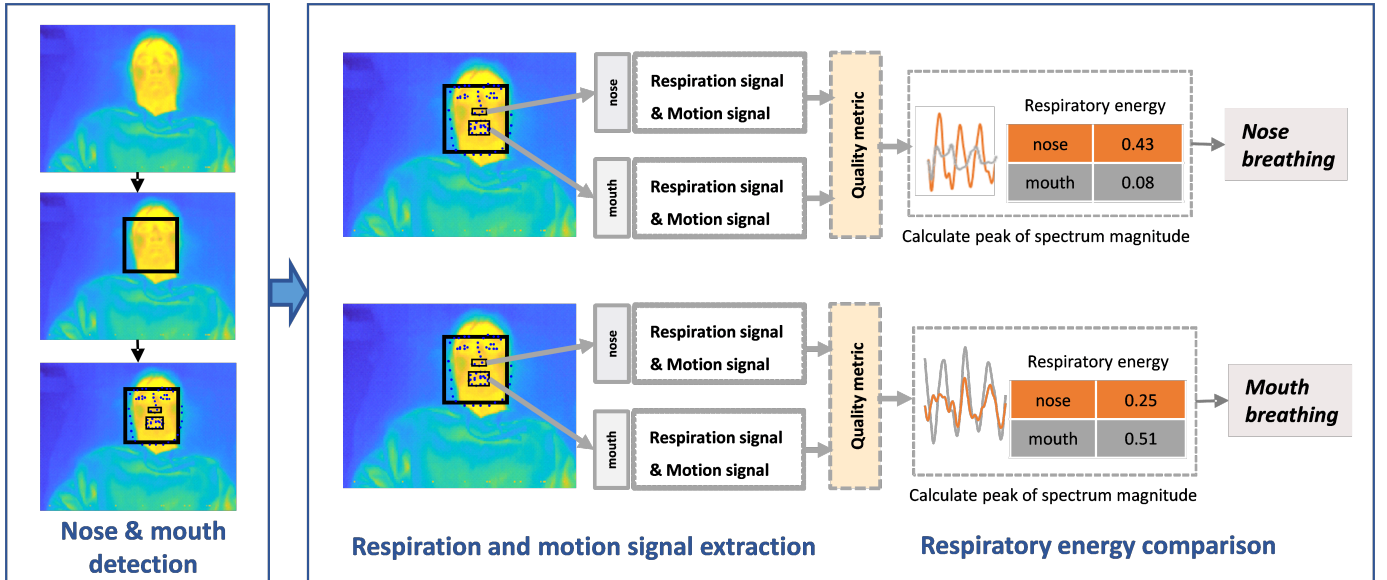 Nose & mouth
detection
nose
Respiration signal
& Motion signal
mouth
Respiration signal
& Motion signal
Quality metric
Respiratory energy
nose 0.43
mouth 0.08
Calculate peak of spectrum magnitude
Nose
breathing
nose
Respiration signal
& Motion signal
mouth
Respiration signal
& Motion signal
Quality metric
Respiratory energy
nose 0.25
mouth 0.51
Calculate peak of spectrum magnitude
Mouth
breathing
Respiration and motion signal extraction
Respiratory energy comparison